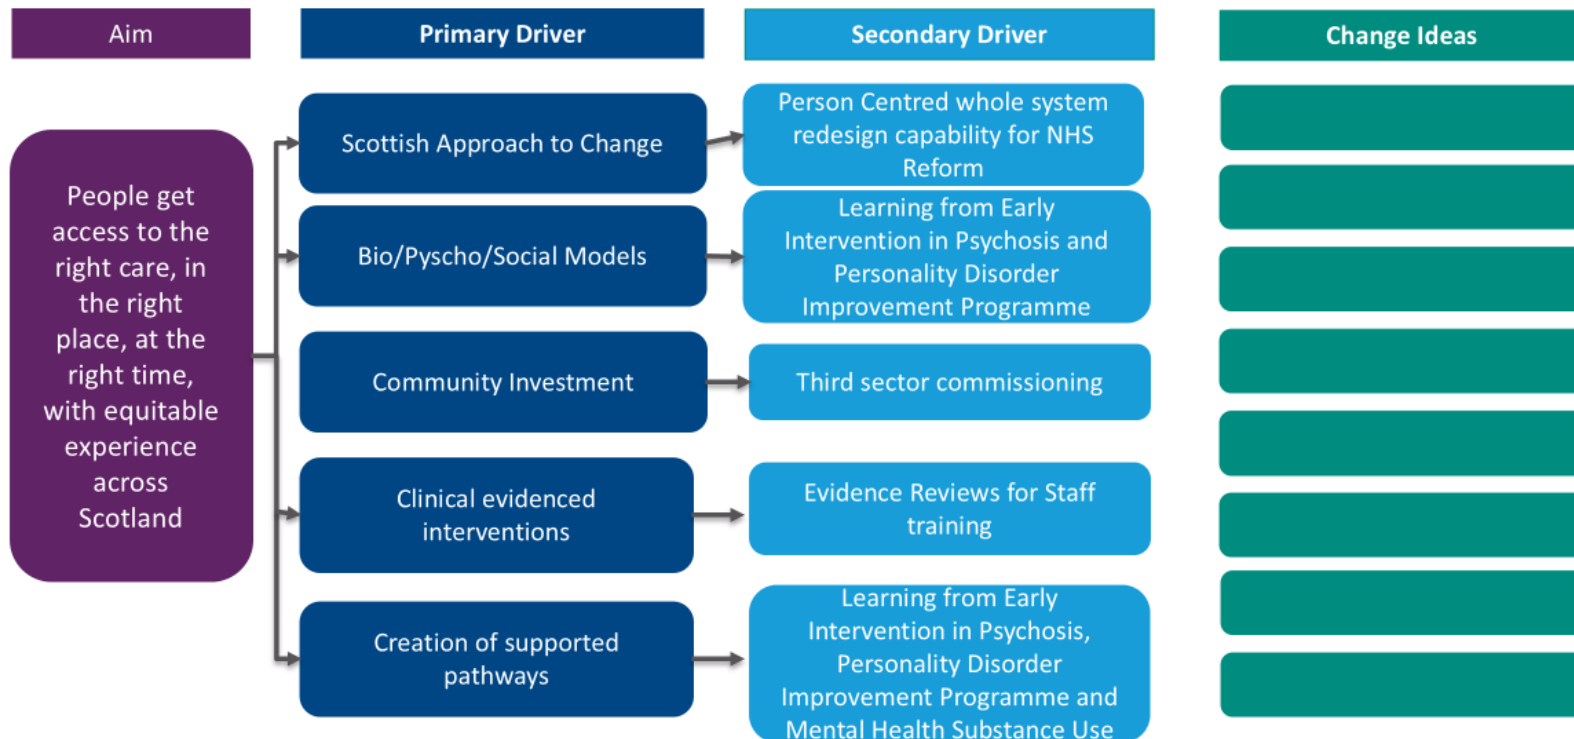 Aim
Primary Driver
Secondary Driver
Change Ideas
People get
access to the
right care, in
the right
place, at the
right time,
with equitable
experience
across
Scotland
Scottish Approach to Change
Person Centred whole system
redesign capability for NHS
Reform
Bio/Pyscho/Social Models
Learning from Early
Intervention in Psychosis and
Personality Disorder
Improvement Programme
Community Investment
Third sector commissioning
Clinical evidenced
interventions
Evidence Reviews for Staff
training
Creation of supported
pathways
Learning from Early
Intervention in Psychosis,
Personality Disorder
Improvement Programme and
Mental Health Substance Use